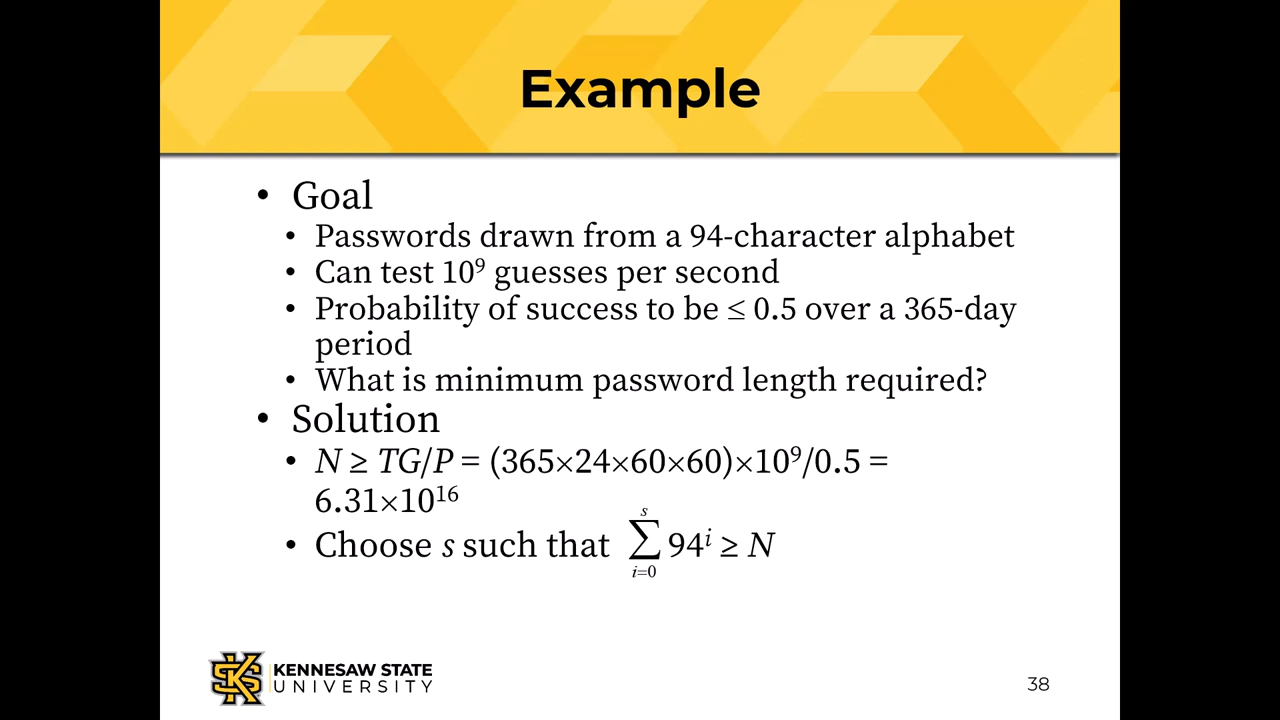 Example
• Goal
• Passwords drawn from a 94-character alphabet
• Can test 10⁹ guesses per second
• Probability of success to be ≤ 0.5 over a 365-day
period
• What is minimum password length required?
• Solution
• N ≥ TG/P = (365×24×60×60)×10⁹/0.5 =
6.31×10¹⁶
• Choose s such that ∑_{i=0}^{s} 94ⁱ ≥ N
KENNESAW STATE
UNIVERSITY
38